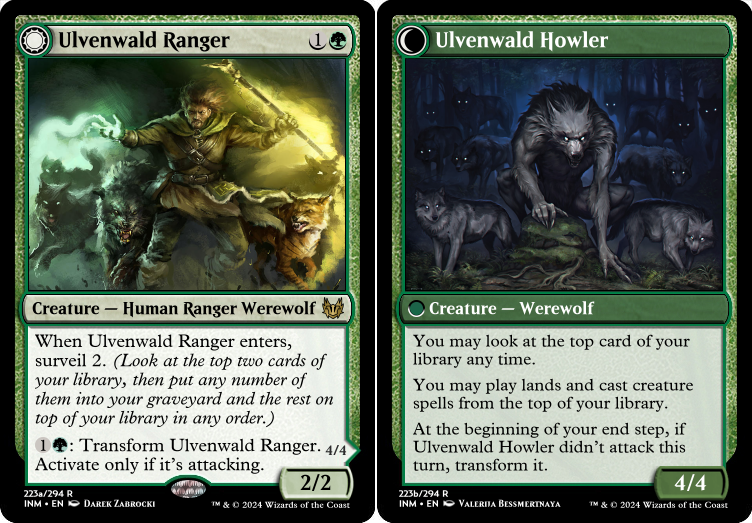 Ulvenwald Ranger
1
Creature — Human Ranger Werewolf
When Ulvenwald Ranger enters,
surveil 2. (Look at the top two cards of
your library, then put any number of
them into your graveyard and the rest on
top of your library in any order.)
1: Transform Ulvenwald Ranger.
Activate only if it's attacking.
4/4
2/2
223a/294 R
INM • EN Darek Zabrocki
™ & © 2024 Wizards of the Coast
Ulvenwald Howler
Creature — Werewolf
You may look at the top card of your
library any time.
You may play lands and cast creature
spells from the top of your library.
At the beginning of your end step, if
Ulvenwald Howler didn't attack this
turn, transform it.
4/4
223b/294 R
INM • EN Valerija Bessmertnaya
™ & © 2024 Wizards of the Coast